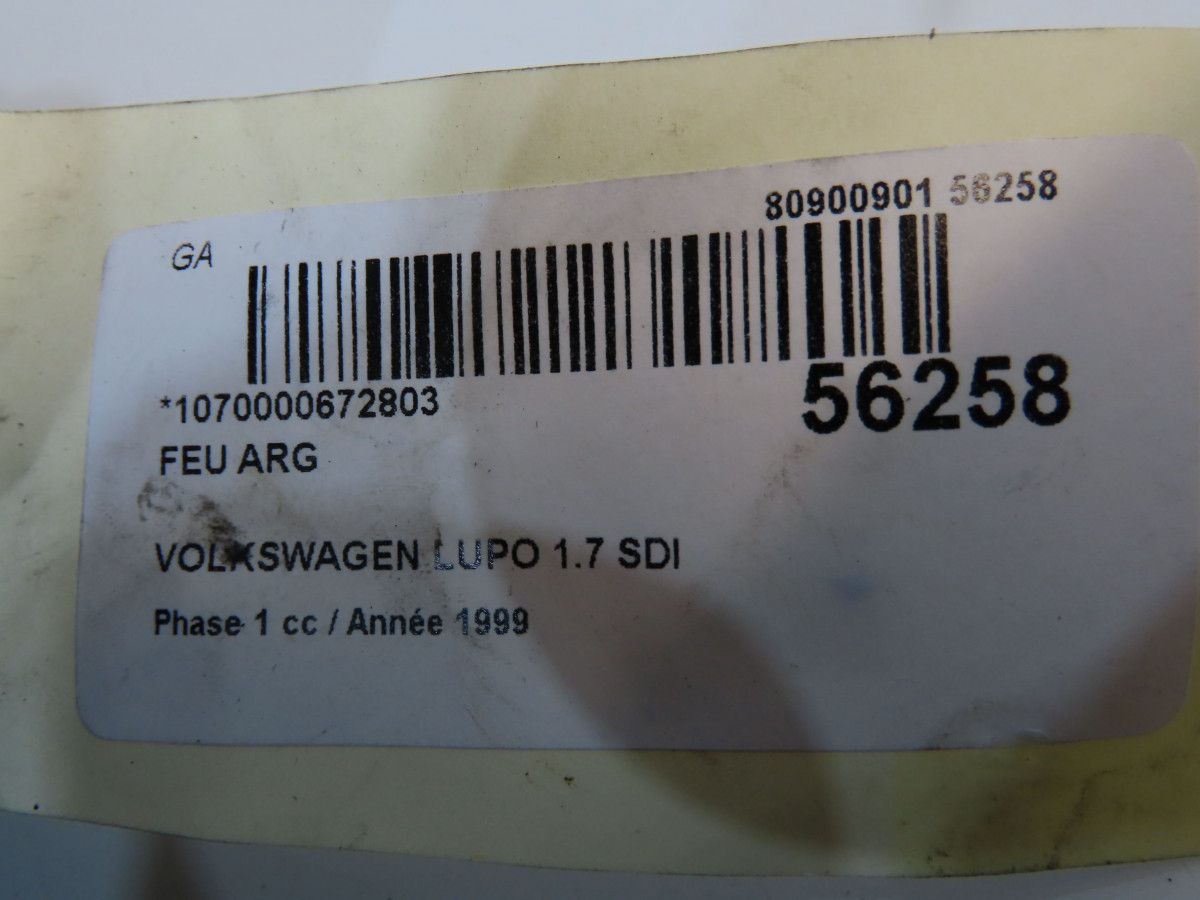 80900901 56258
GA
*1070000672803
56258
FEU ARG
VOLKSWAGEN LUPO 1.7 SDI
Phase 1 cc / Année 1999